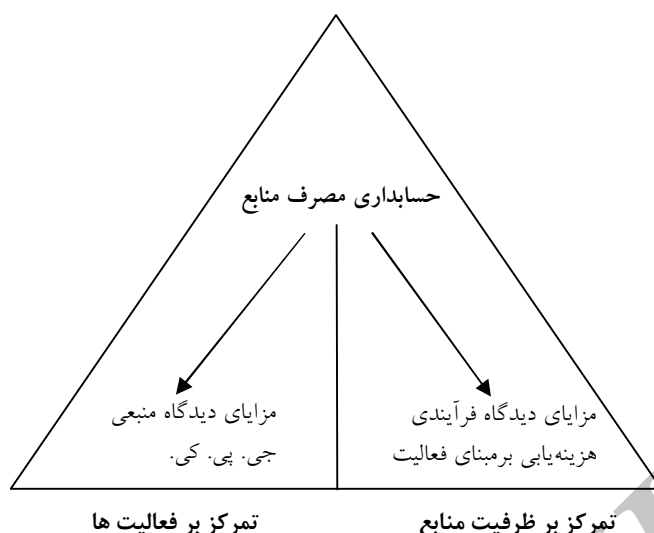 حسابداری مصرف منابع
مزایای دیدگاه فرآیندی
هزینه‌یابی برمبنای فعالیت
مزایای دیدگاه منبعی
جی. پی. کی.
تمرکز بر ظرفیت منابع
تمرکز بر فعالیت ها